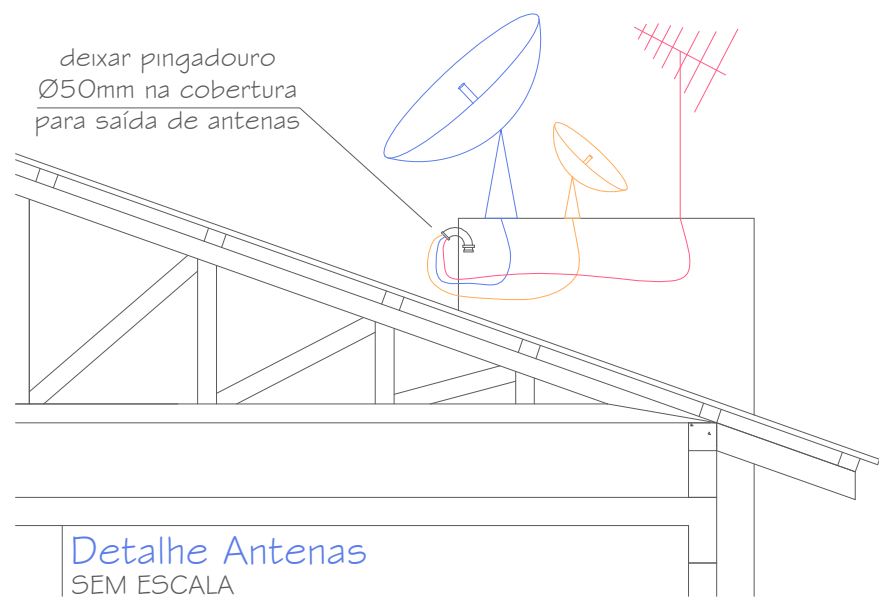 deixar pingadouro
Ø50mm na cobertura
para saída de antenas
Detalhe Antenas
SEM ESCALA